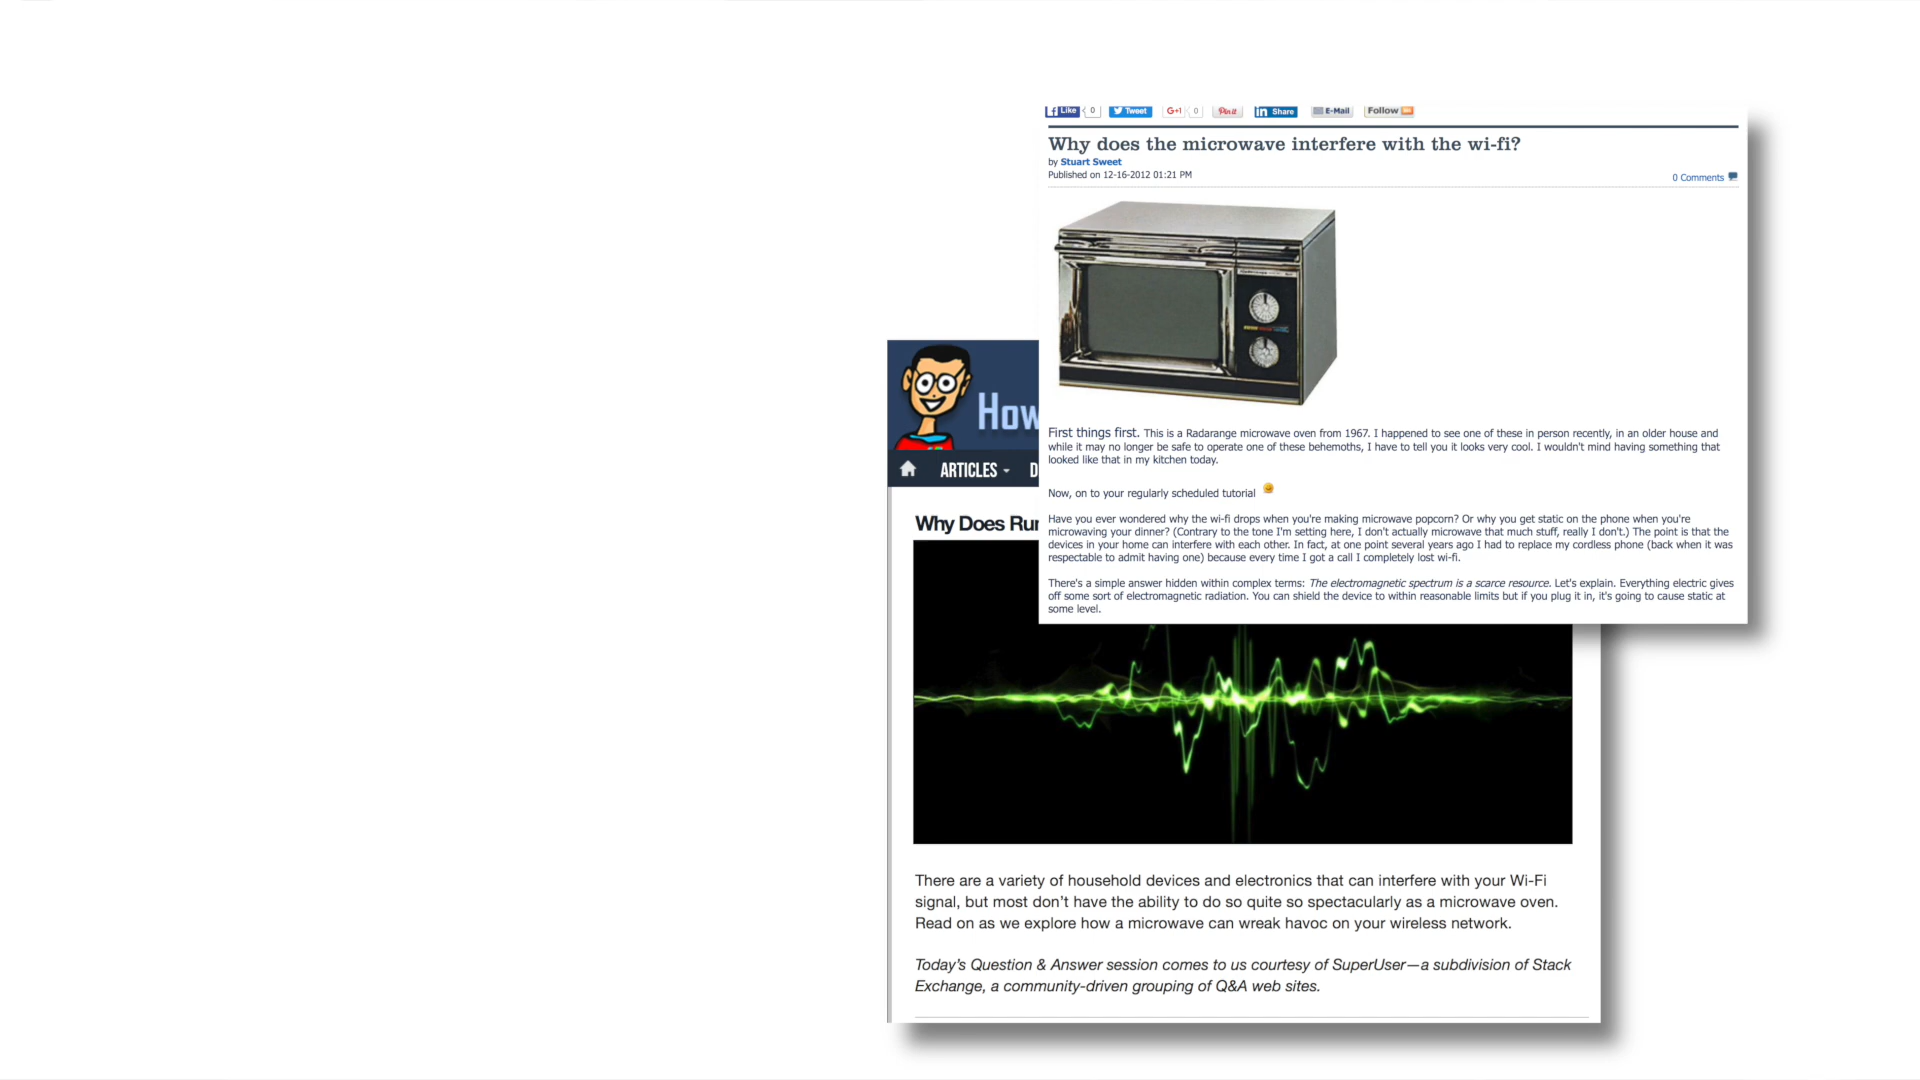 Like 0 Tweet G+1 0 Pin it in Share E-Mail Follow
Why does the microwave interfere with the wi-fi?
by Stuart Sweet
Published on 12-16-2012 01:21 PM
0 Comments
First things first. This is a Radarange microwave oven from 1967. I happened to see one of these in person recently, in an older house and
while it may no longer be safe to operate one of these behemoths, I have to tell you it looks very cool. I wouldn't mind having something that
looked like that in my kitchen today.
Now, on to your regularly scheduled tutorial
Have you ever wondered why the wi-fi drops when you're making microwave popcorn? Or why you get static on the phone when you're
microwaving your dinner? (Contrary to the tone I'm setting here, I don't actually microwave that much stuff, really I don't.) The point is that the
devices in your home can interfere with each other. In fact, at one point several years ago I had to replace my cordless phone (back when it was
respectable to admit having one) because every time I got a call I completely lost wi-fi.
There's a simple answer hidden within complex terms: The electromagnetic spectrum is a scarce resource. Let's explain. Everything electric gives
off some sort of electromagnetic radiation. You can shield the device to within reasonable limits but if you plug it in, it's going to cause static at
some level.
How
ARTICLES D
Why Does Ru
There are a variety of household devices and electronics that can interfere with your Wi-Fi
signal, but most don't have the ability to do so quite so spectacularly as a microwave oven.
Read on as we explore how a microwave can wreak havoc on your wireless network.
Today's Question & Answer session comes to us courtesy of SuperUser—a subdivision of Stack
Exchange, a community-driven grouping of Q&A web sites.